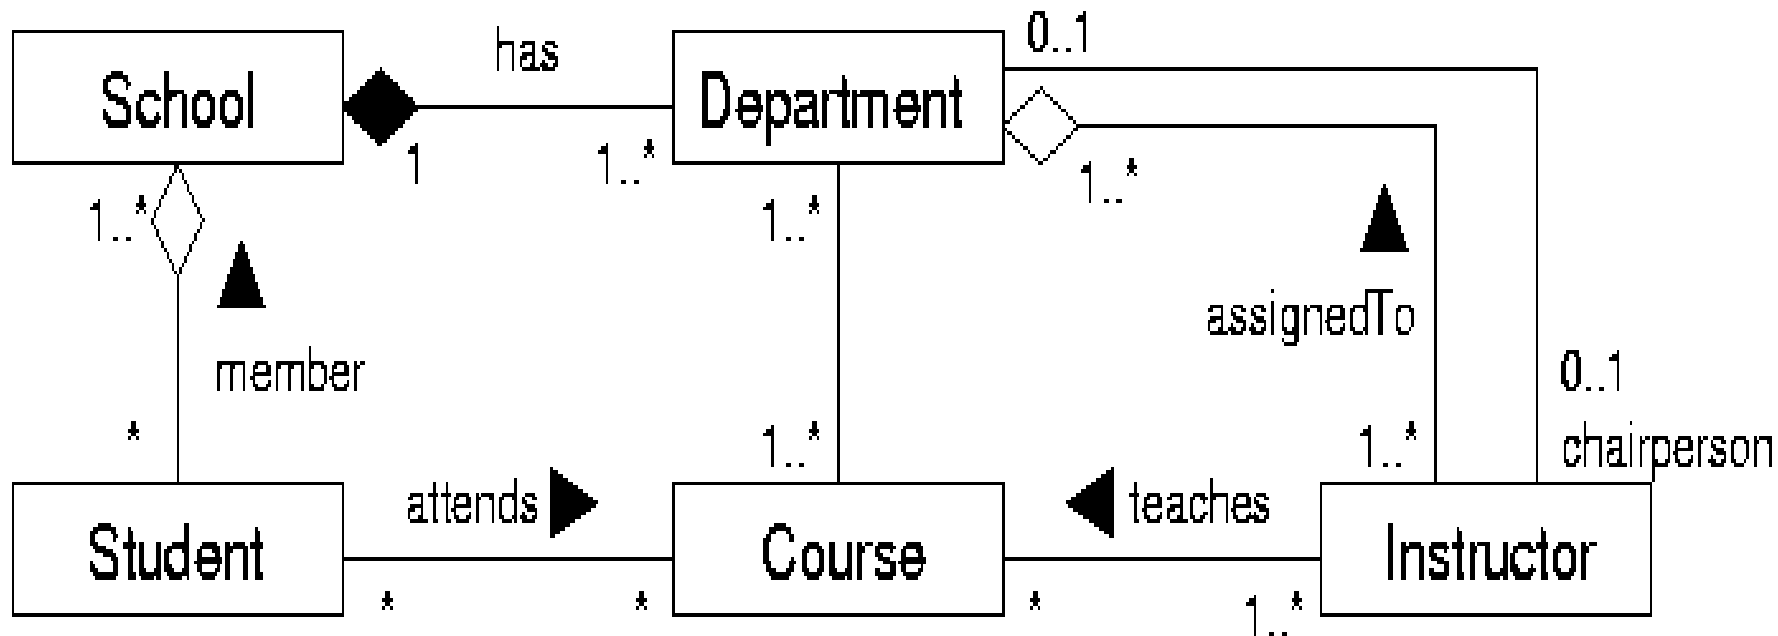 has
0..1
School
Department
1
1..*
1..*
1..*
1..*
member
assignedTo
0..1
*
1..*
1..*
chairperson
attends
teaches
Student
Course
Instructor
*
*
*
1..*